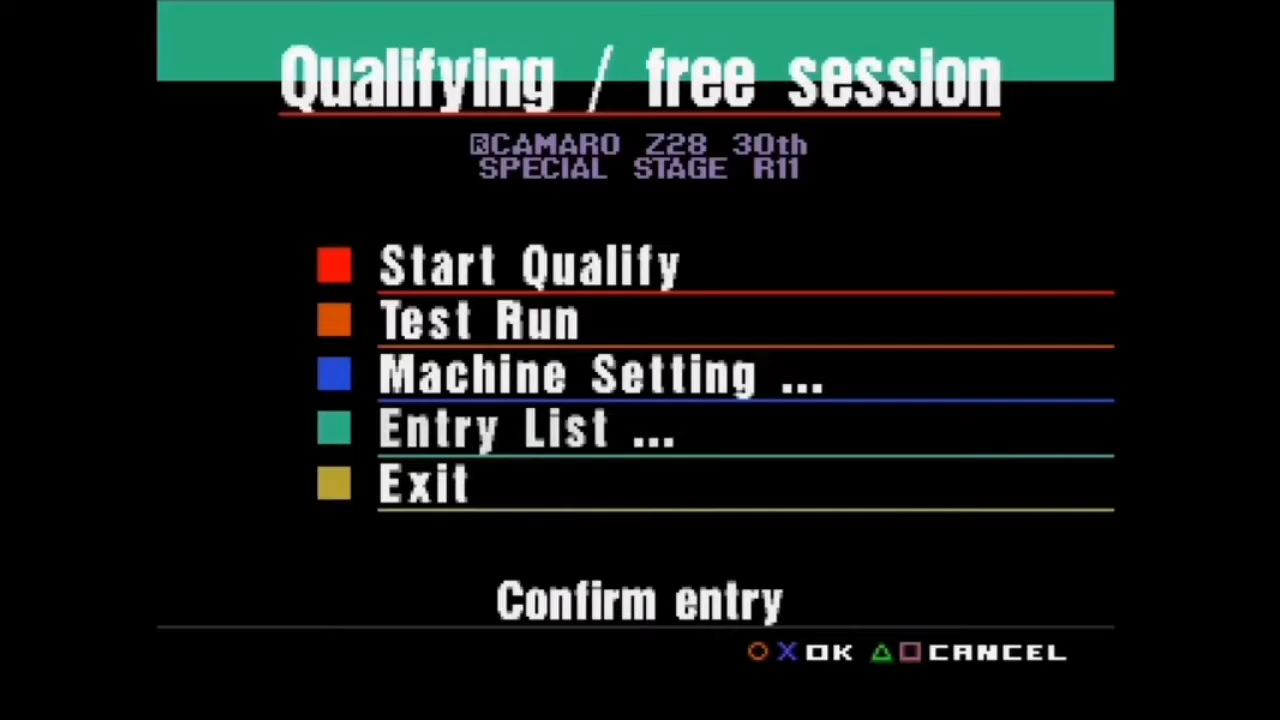 Qualifying / free session
🅁CAMARO Z28 30th
SPECIAL STAGE R11
Start Qualify
Test Run
Machine Setting ...
Entry List ...
Exit
Confirm entry
○ X OK △ □ CANCEL